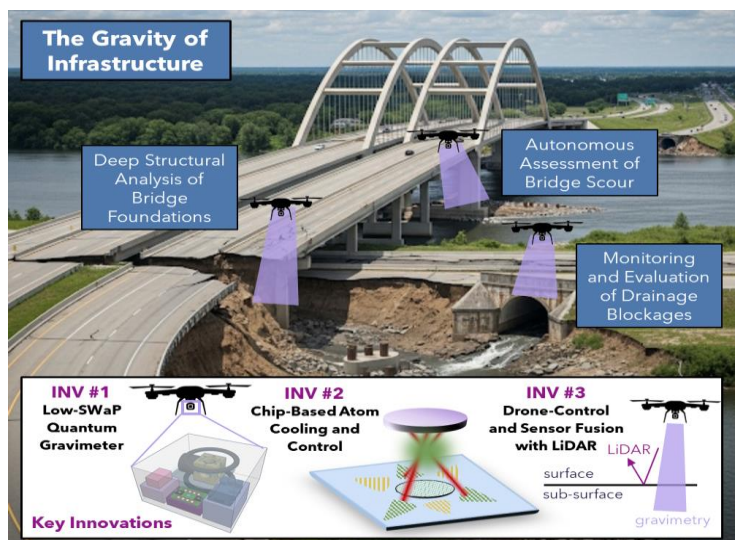 The Gravity of
Infrastructure
Deep Structural
Analysis of
Bridge
Foundations
Autonomous
Assessment of
Bridge Scour
Monitoring
and Evaluation
of Drainage
Blockages
INV #1
Low-SWaP
Quantum
Gravimeter
INV #2
Chip-Based Atom
Cooling and
Control
INV #3
Drone-Control
and Sensor Fusion
with LiDAR
LiDAR
surface
sub-surface
gravimetry
Key Innovations